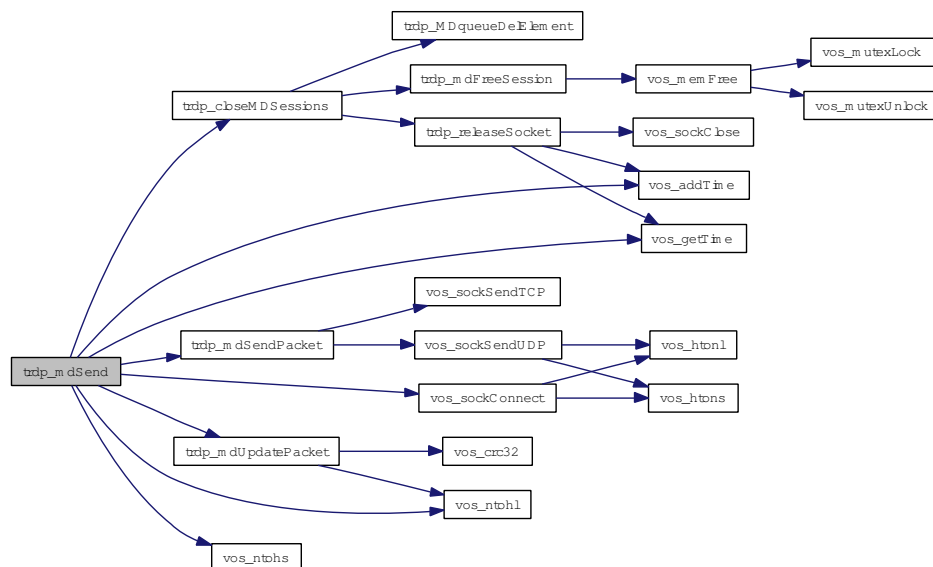 trdp_MDqueueDelElement
vos_mutexLock
trdp_mdFreeSession
vos_memFree
trdp_closeMDSessions
vos_mutexUnlock
trdp_releaseSocket
vos_sockClose
vos_addTime
vos_getTime
vos_sockSendTCP
trdp_mdSendPacket
vos_sockSendUDP
vos_htonl
trdp_mdSend
vos_sockConnect
vos_htons
trdp_mdUpdatePacket
vos_crc32
vos_ntohl
vos_ntohs